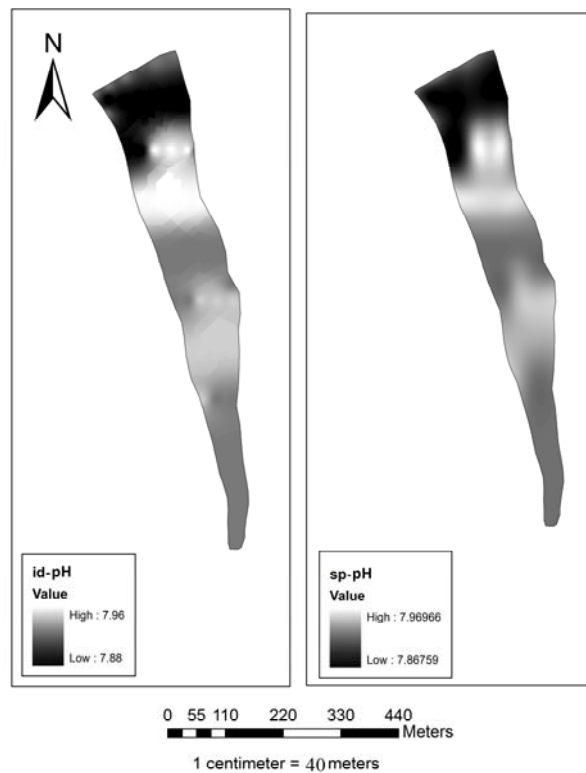 N
id-pH
Value
High : 7.96
Low : 7.88
sp-pH
Value
High : 7.96966
Low : 7.86759
0 55 110 220 330 440
Meters
1 centimeter = 40 meters